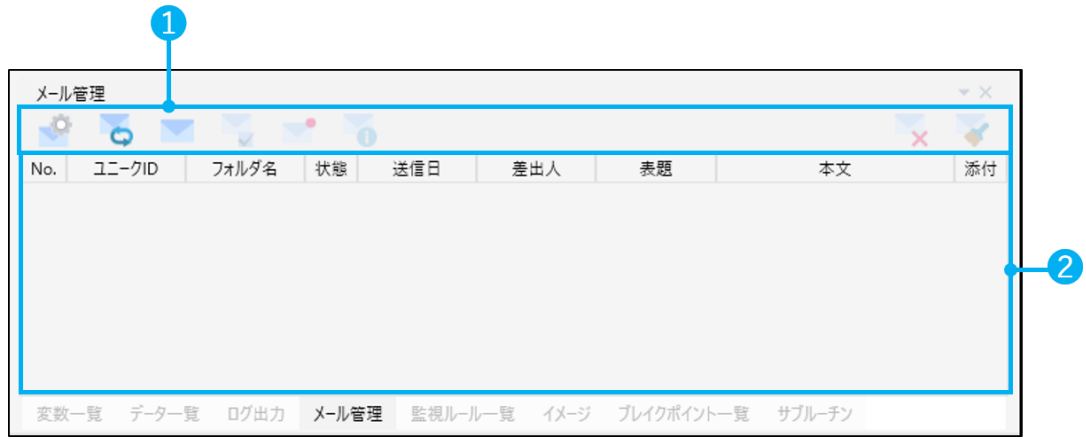 1
メール管理
No. ユニークID フォルダ名 状態 送信日 差出人 表題 本文 添付
2
変数一覧 データ一覧 ログ出力 メール管理 監視ルール一覧 イメージ ブレイクポイント一覧 サブルーチン